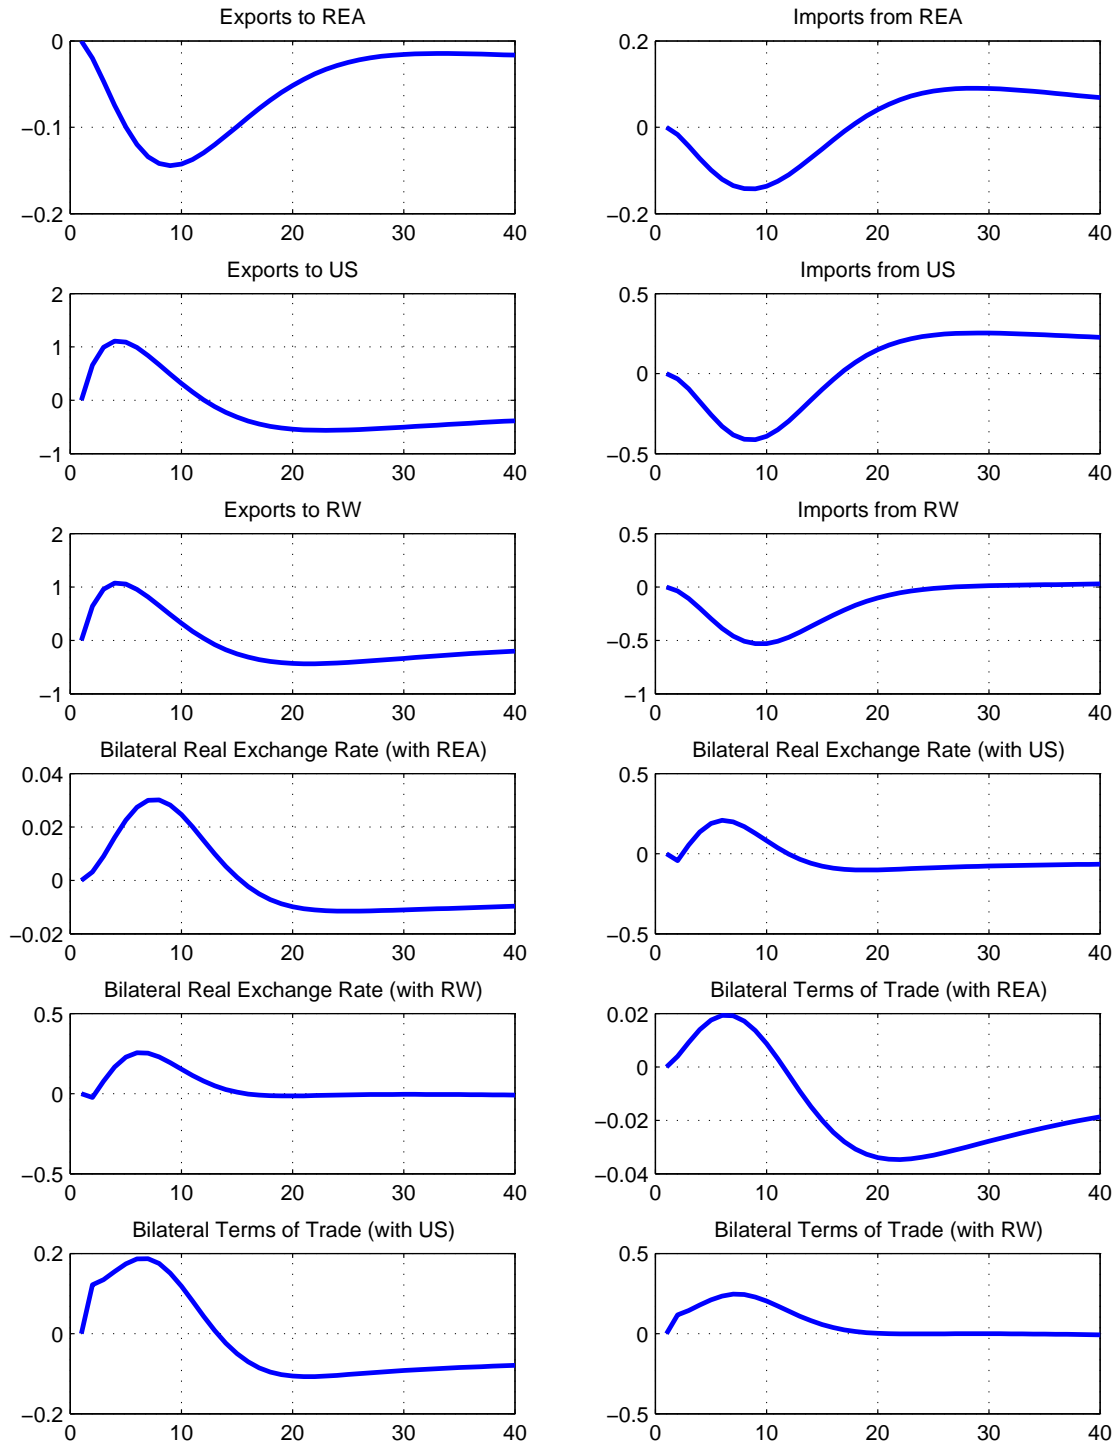 Exports to REA
0
−0.1
−0.2
0 10 20 30 40
Imports from REA
0.2
0
−0.2
0 10 20 30 40
Exports to US
2
1
0
−1
0 10 20 30 40
Imports from US
0.5
0
−0.5
0 10 20 30 40
Exports to RW
2
1
0
−1
0 10 20 30 40
Imports from RW
0.5
0
−0.5
−1
0 10 20 30 40
Bilateral Real Exchange Rate (with REA)
0.04
0.02
0
−0.02
0 10 20 30 40
Bilateral Real Exchange Rate (with US)
0.5
0
−0.5
0 10 20 30 40
Bilateral Real Exchange Rate (with RW)
0.5
0
−0.5
0 10 20 30 40
Bilateral Terms of Trade (with REA)
0.02
0
−0.02
−0.04
0 10 20 30 40
Bilateral Terms of Trade (with US)
0.2
0
−0.2
0 10 20 30 40
Bilateral Terms of Trade (with RW)
0.5
0
−0.5
0 10 20 30 40